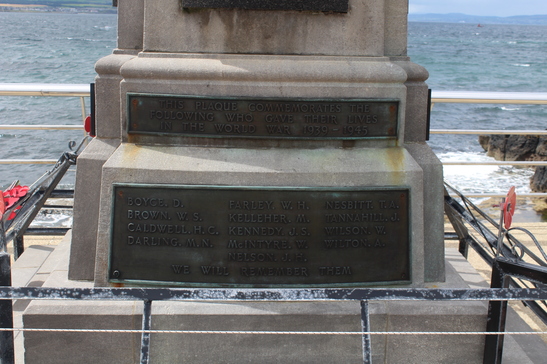 THIS PLAQUE COMMEMORATES THE
FOLLOWING WHO GAVE THEIR LIVES
IN THE WORLD WAR 1939-1945
BOYCE, D. FARLEY, W.H. NESBITT,
BROWN, W.S. KELLEHER, M. TANNAHILL, J.
CALDWELL, H.C. KENNEDY, J.S. WILSON, W.
DARLING, M.N. MCINTYRE, W. WILTON, A.
NELSON, J.H.
WE WILL REMEMBER THEM